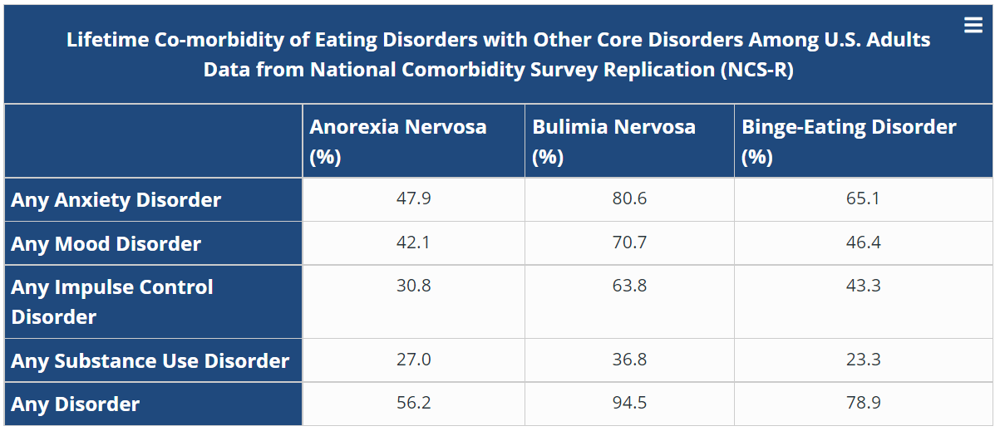 Lifetime Co-morbidity of Eating Disorders with Other Core Disorders Among U.S. Adults
Data from National Comorbidity Survey Replication (NCS-R)
Anorexia Nervosa (%) Bulimia Nervosa (%) Binge-Eating Disorder (%)
Any Anxiety Disorder 47.9 80.6 65.1
Any Mood Disorder 42.1 70.7 46.4
Any Impulse Control Disorder 30.8 63.8 43.3
Any Substance Use Disorder 27.0 36.8 23.3
Any Disorder 56.2 94.5 78.9